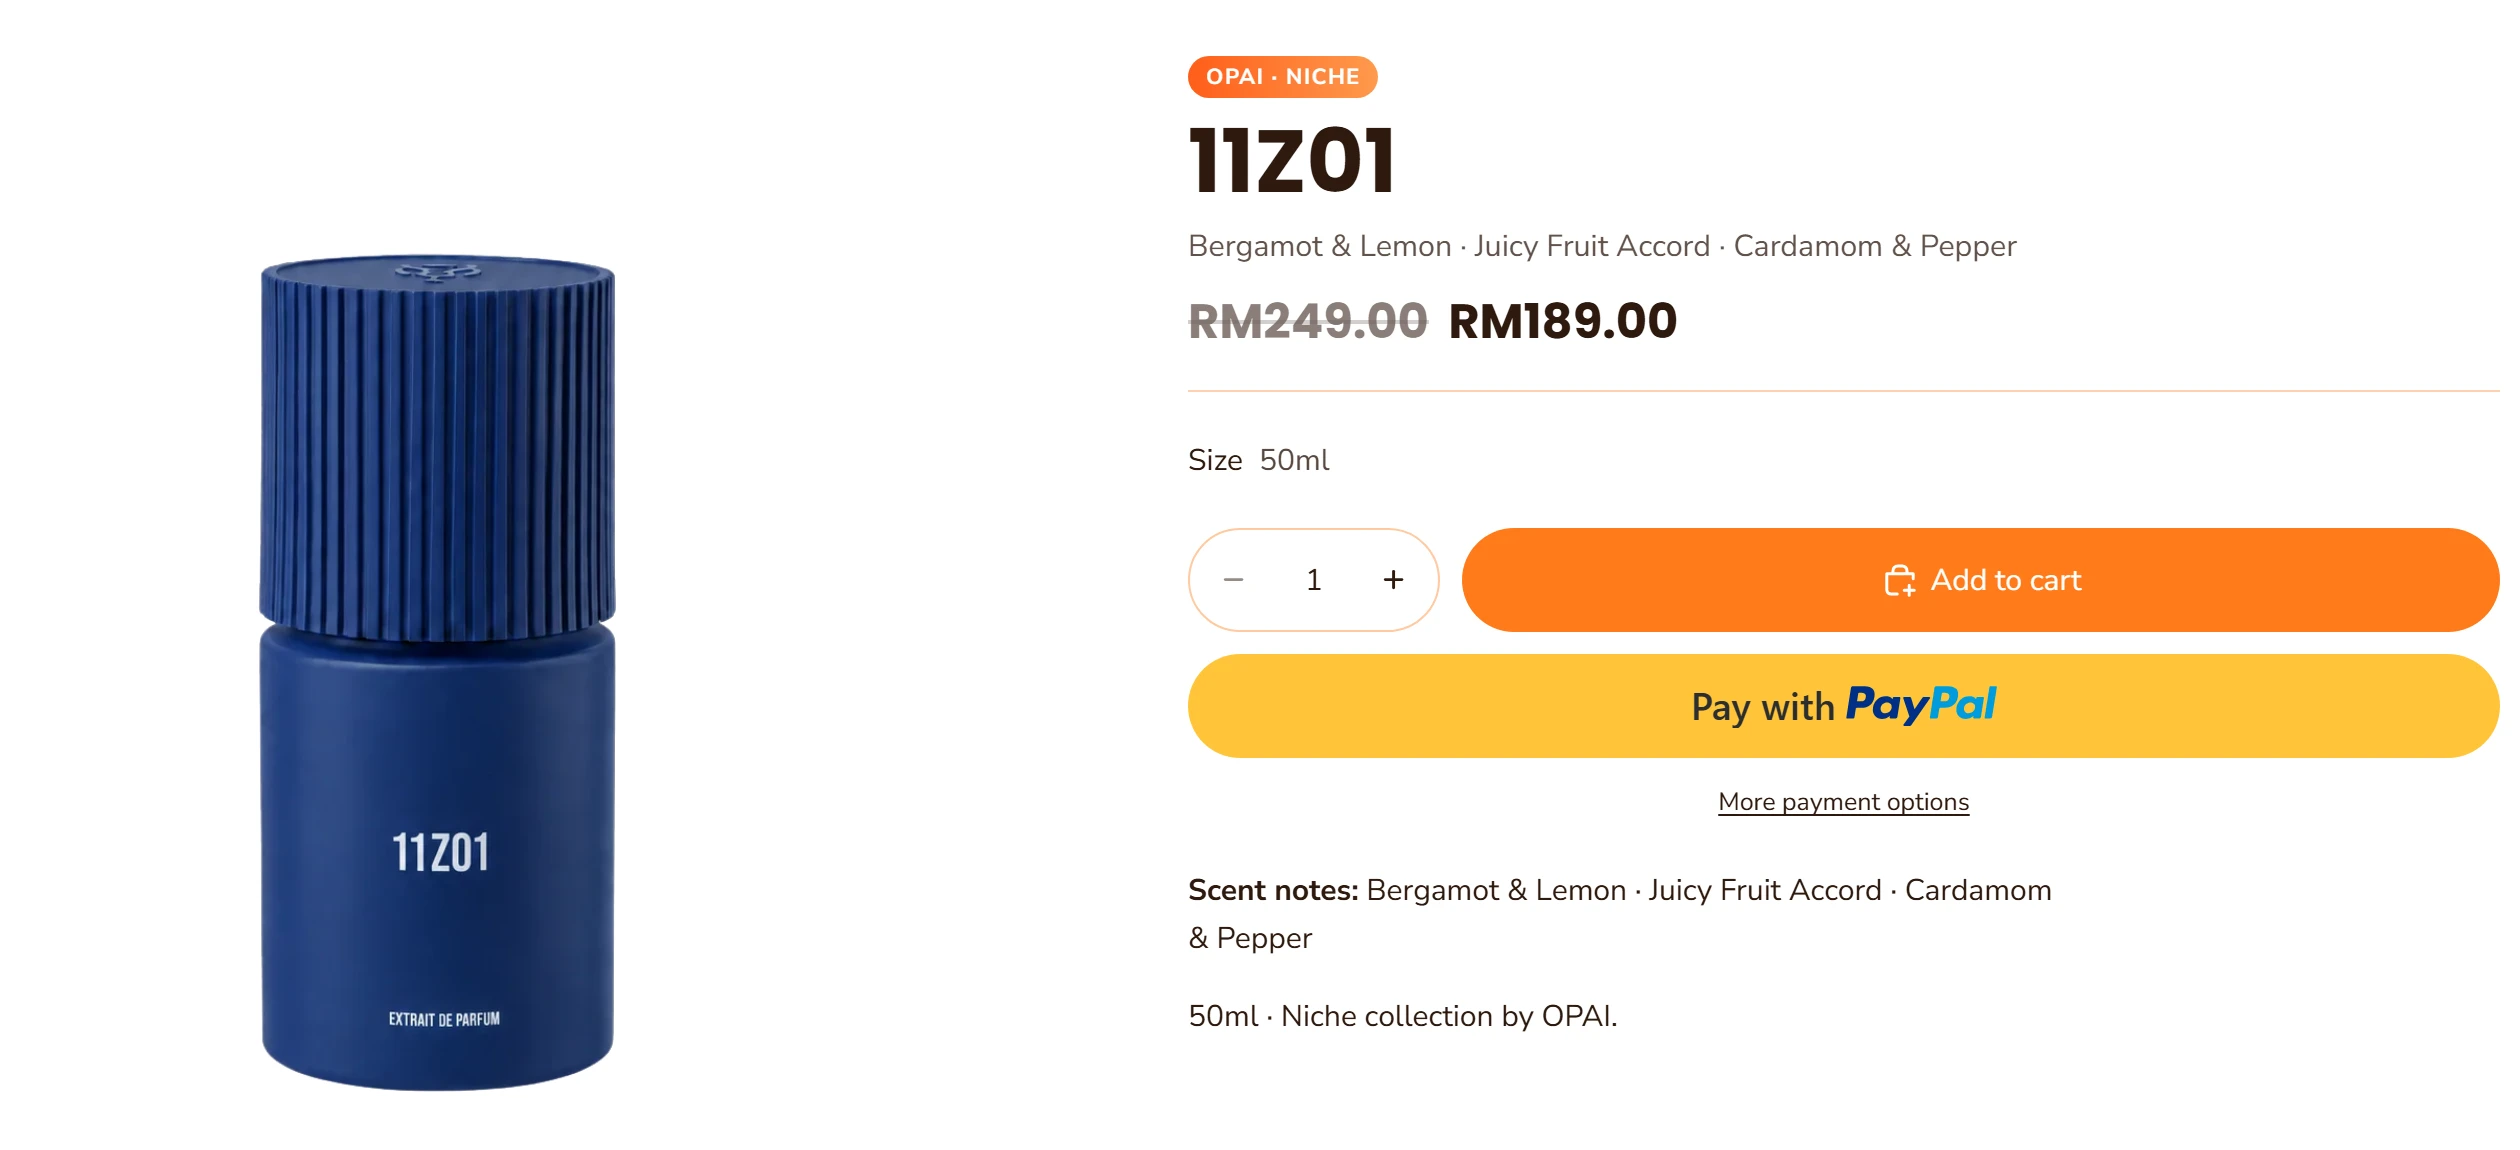 OPAI · NICHE
11Z01
Bergamot & Lemon · Juicy Fruit Accord · Cardamom & Pepper
RM249.00 RM189.00
Size 50ml
− 1 + Add to cart
Pay with PayPal
More payment options
Scent notes: Bergamot & Lemon · Juicy Fruit Accord · Cardamom
& Pepper
50ml · Niche collection by OPAI.
11Z01
EXTRAIT DE PARFUM